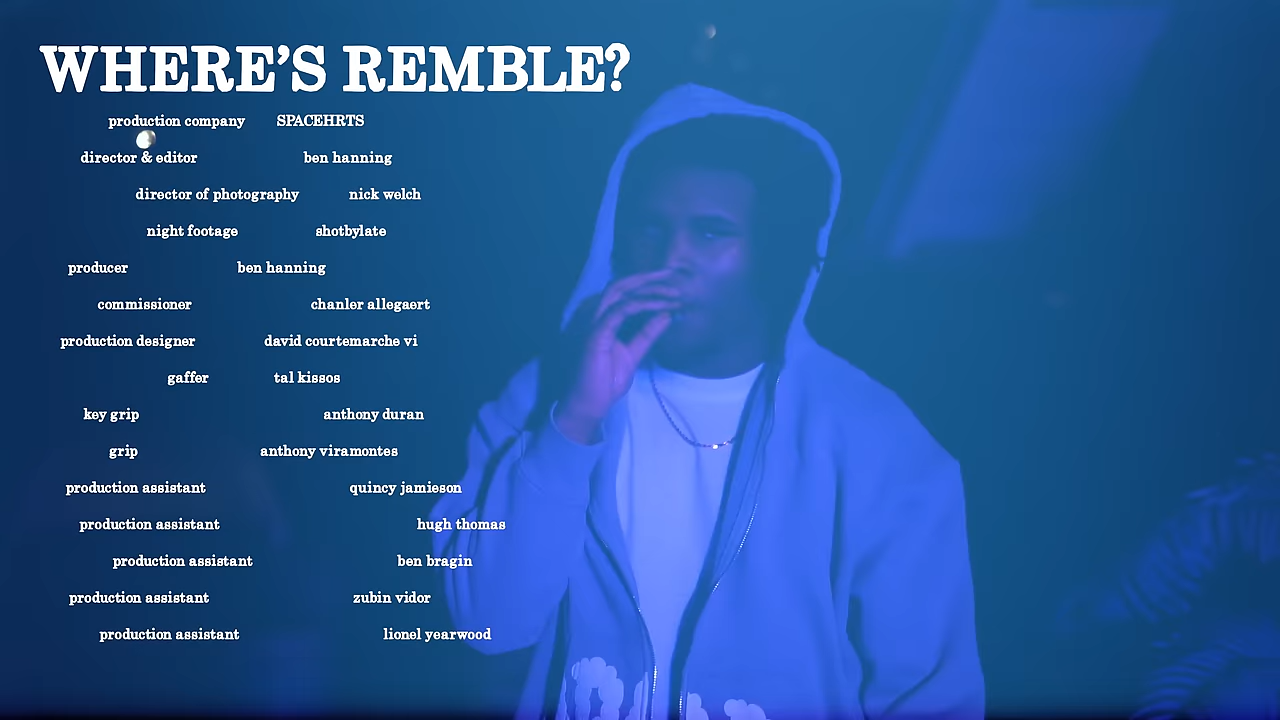 WHERE'S REMBLE?
production company SPACEHRTS
director & editor ben hanning
director of photography nick welch
night footage shotbylate
producer ben hanning
commissioner chanler allegaert
production designer david courtemarche vi
gaffer tal kissos
key grip anthony duran
grip anthony viramontes
production assistant quincy jamieson
production assistant hugh thomas
production assistant ben bragin
production assistant zubin vidor
production assistant lionel yearwood